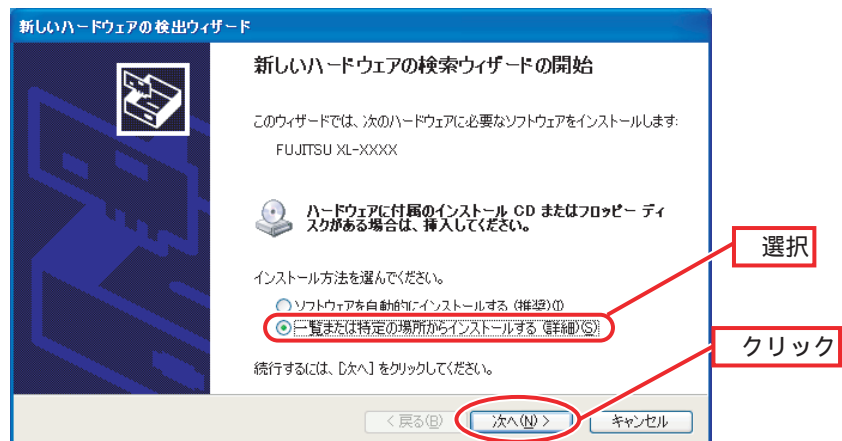 新しいハードウェアの検出ウィザード
新しいハードウェアの検索ウィザードの開始
このウィザードでは、次のハードウェアに必要なソフトウェアをインストールします:
FUJITSU XL-XXXX
ハードウェアに付属のインストール CD またはフロッピー ディ
スクがある場合は、挿入してください。
選択
インストール方法を選んでください。
ソフトウェアを自動的にインストールする (推奨)(I)
一覧または特定の場所からインストールする (詳細)(S)
クリック
続行するには、[次へ] をクリックしてください。
< 戻る(B)
次へ(N) >
キャンセル